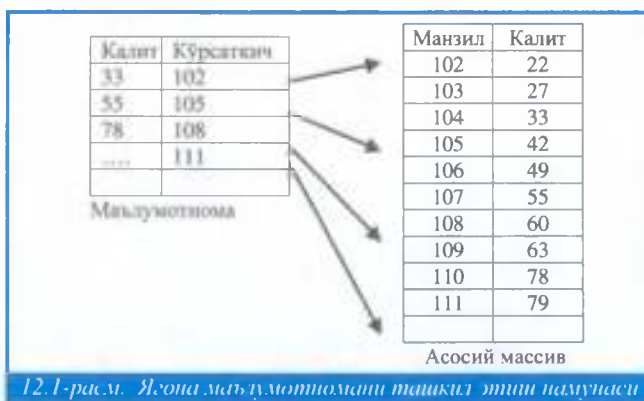 Калит Кўрсаткич
33 102
55 105
78 108
.... 111
Маълумотнома
Манзил Калит
102 22
103 27
104 33
105 42
106 49
107 55
108 60
109 63
110 78
111 79
Асосий массив
12.1-расм. Ягона маълумотномани ташкил этиш намунаси